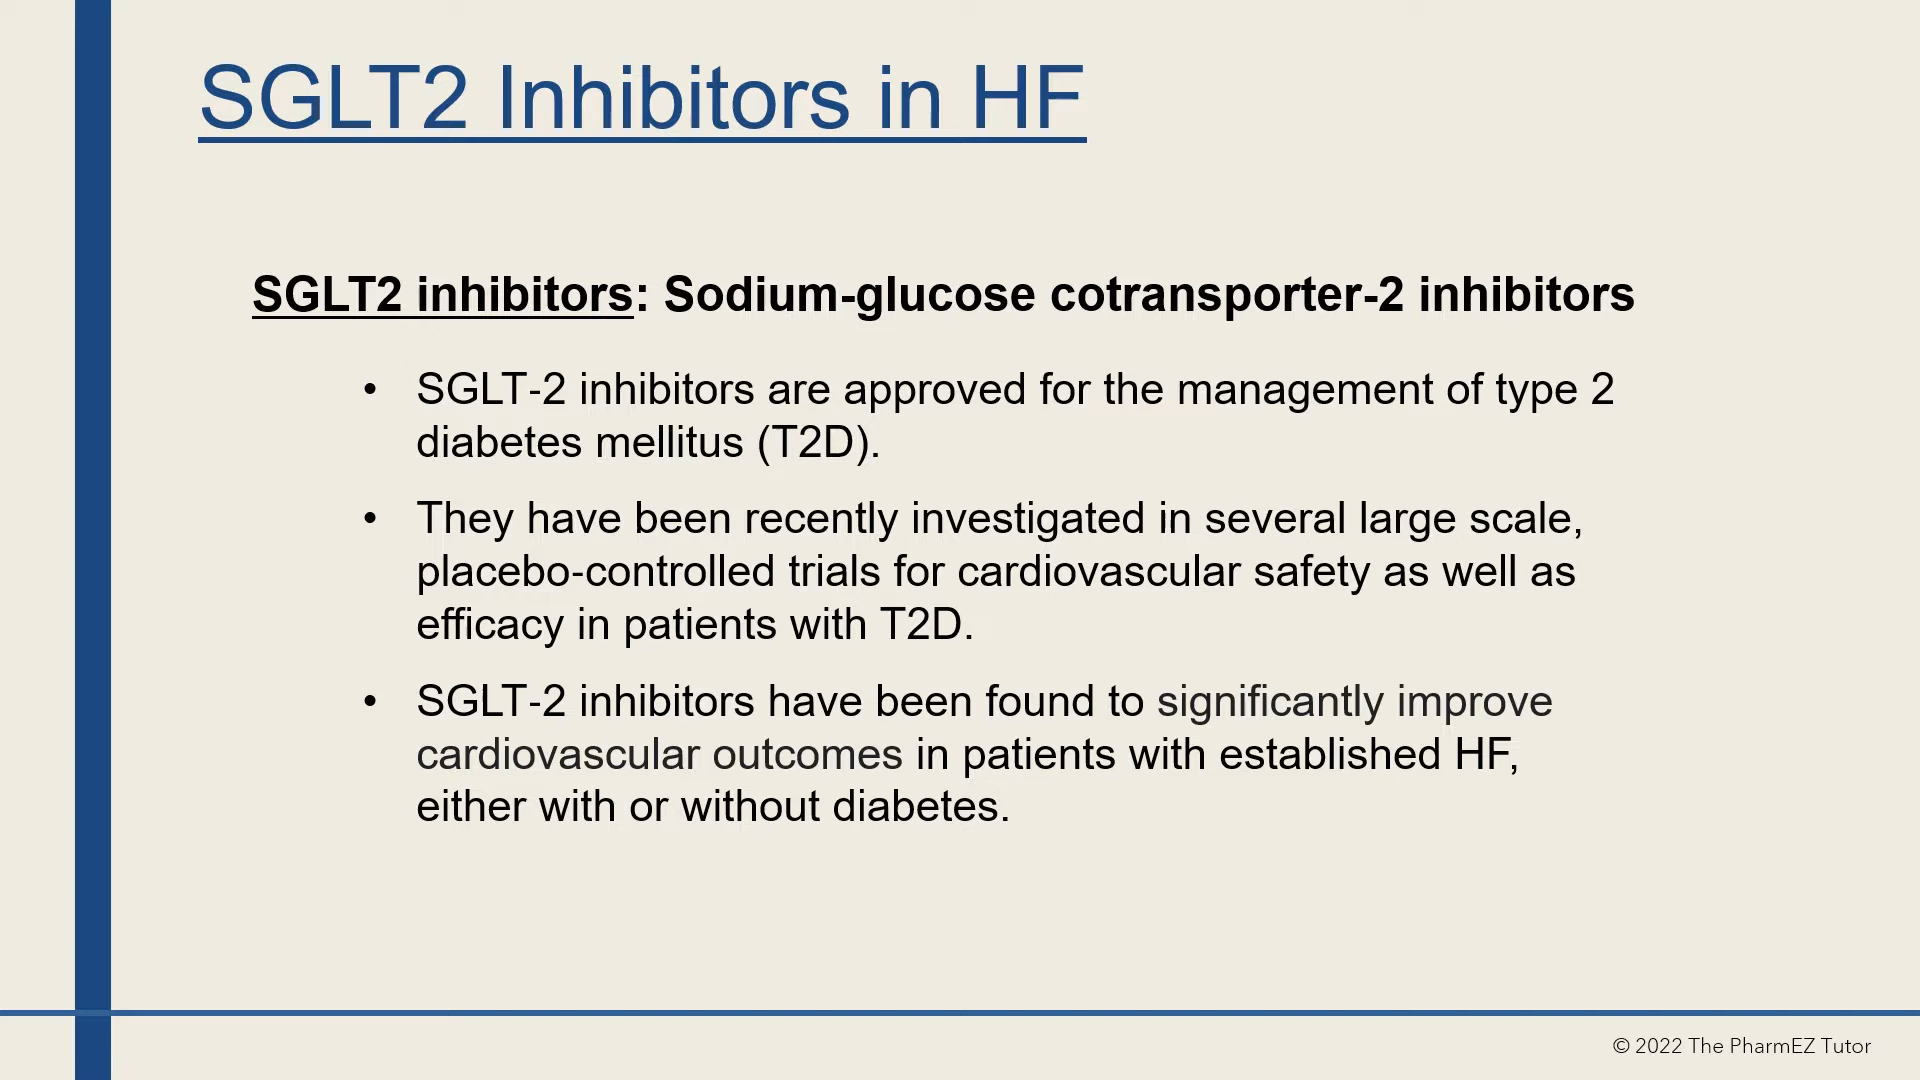 SGLT2 Inhibitors in HF
SGLT2 inhibitors: Sodium-glucose cotransporter-2 inhibitors
• SGLT-2 inhibitors are approved for the management of type 2
diabetes mellitus (T2D).
• They have been recently investigated in several large scale,
placebo-controlled trials for cardiovascular safety as well as
efficacy in patients with T2D.
• SGLT-2 inhibitors have been found to significantly improve
cardiovascular outcomes in patients with established HF,
either with or without diabetes.
© 2022 The PharmEZ Tutor